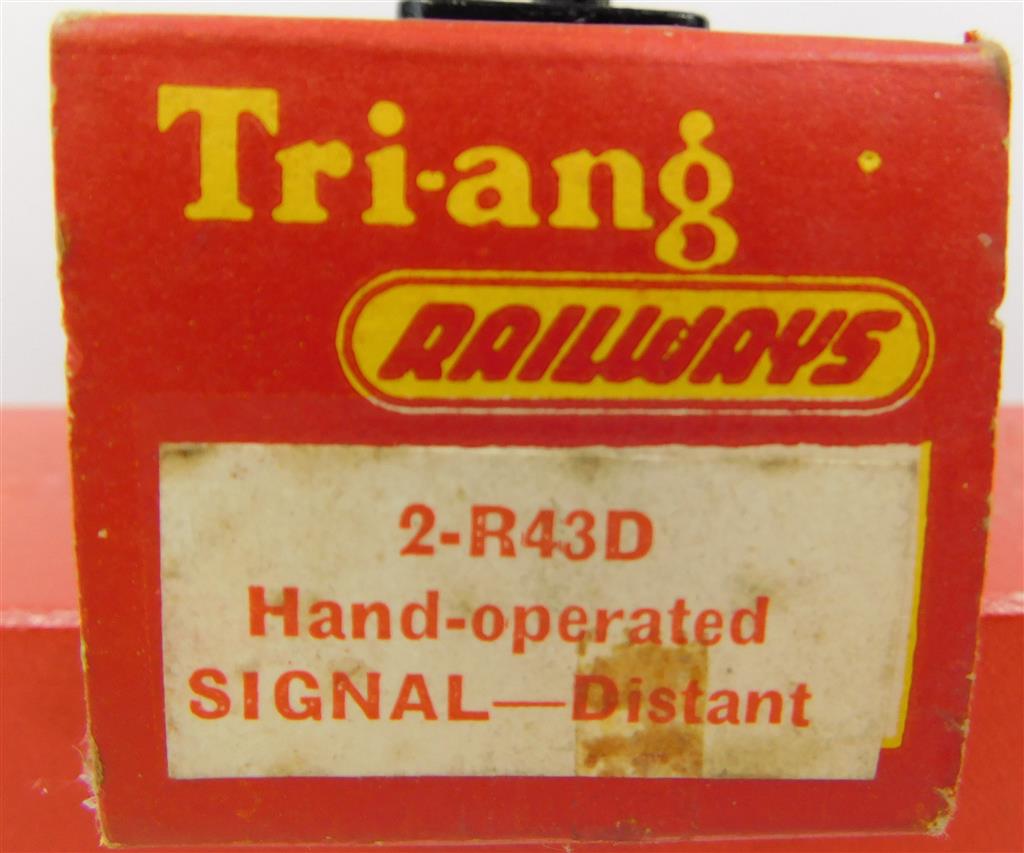 Tri-ang
RAILWAYS
2-R43D
Hand-operated
SIGNAL—Distant